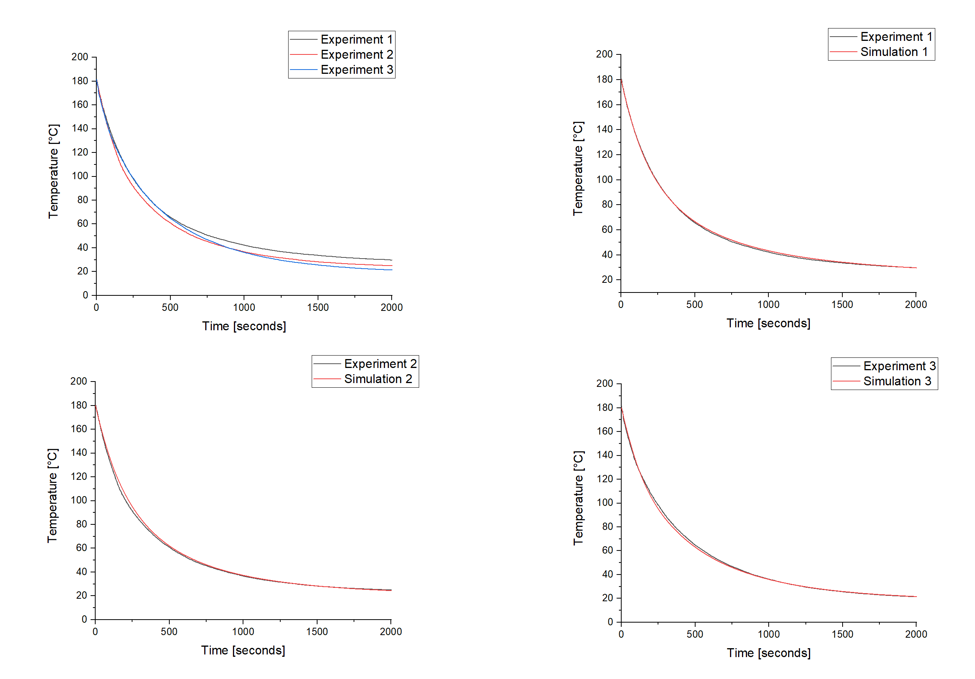 Experiment 1
Experiment 2
Experiment 3
200
180
160
140
120
100
80
60
40
20
0
Temperature [°C]
0 500 1000 1500 2000
Time [seconds]
Experiment 1
Simulation 1
200
180
160
140
120
100
80
60
40
20
Temperature [°C]
0 500 1000 1500 2000
Time [seconds]
Experiment 2
Simulation 2
200
180
160
140
120
100
80
60
40
20
0
Temperature [°C]
0 500 1000 1500 2000
Time [seconds]
Experiment 3
Simulation 3
200
180
160
140
120
100
80
60
40
20
0
Temperature [°C]
0 500 1000 1500 2000
Time [seconds]